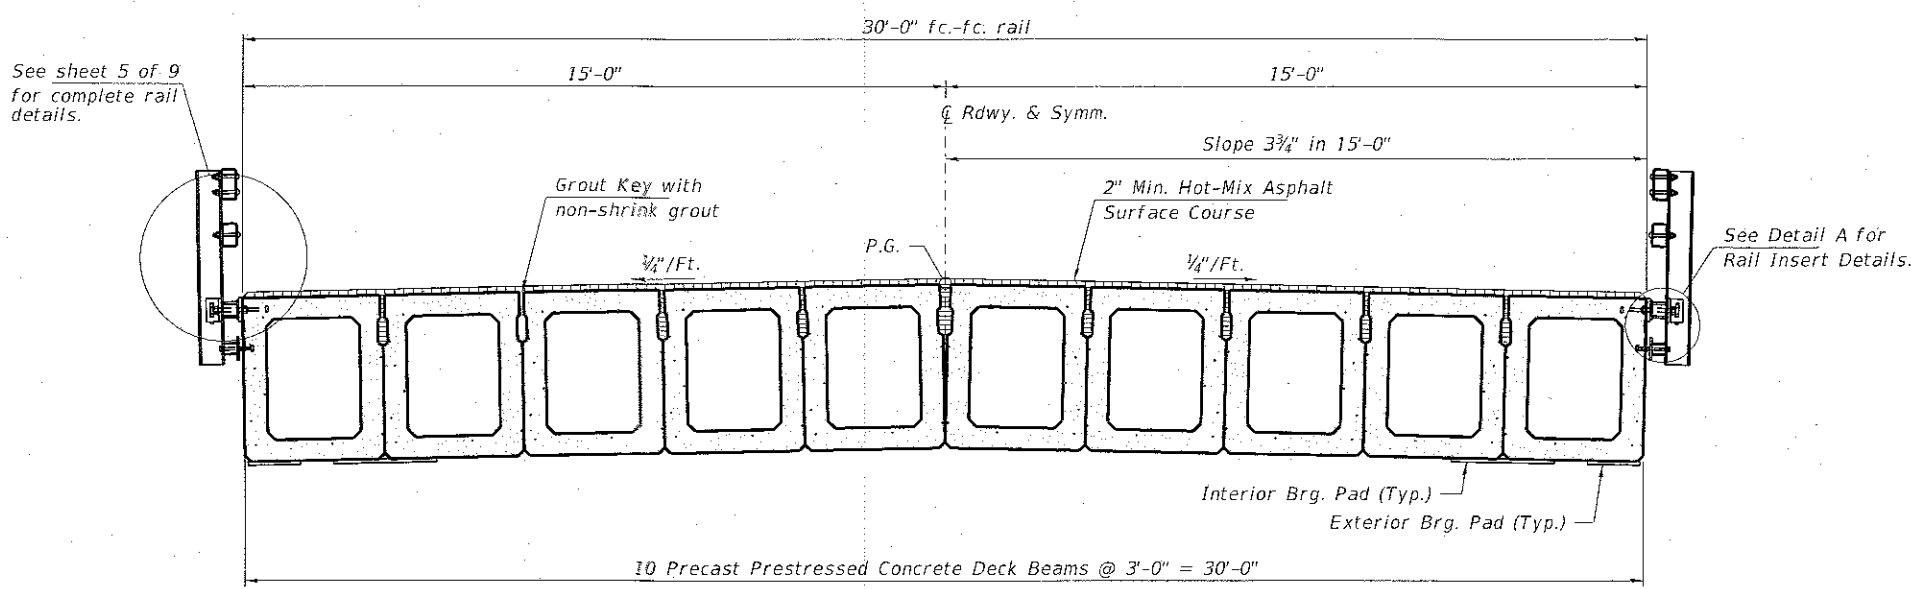 30'-0" fc.-fc. rail
See sheet 5 of 9
for complete rail
details.
15'-0"
15'-0"
℄ Rdwy. & Symm.
Slope 3¾" in 15'-0"
Grout Key with
non-shrink grout
2" Min. Hot-Mix Asphalt
Surface Course
P.G.
¼"/Ft.
¼"/Ft.
See Detail A for
Rail Insert Details.
Interior Brg. Pad (Typ.)
Exterior Brg. Pad (Typ.)
10 Precast Prestressed Concrete Deck Beams @ 3'-0" = 30'-0"